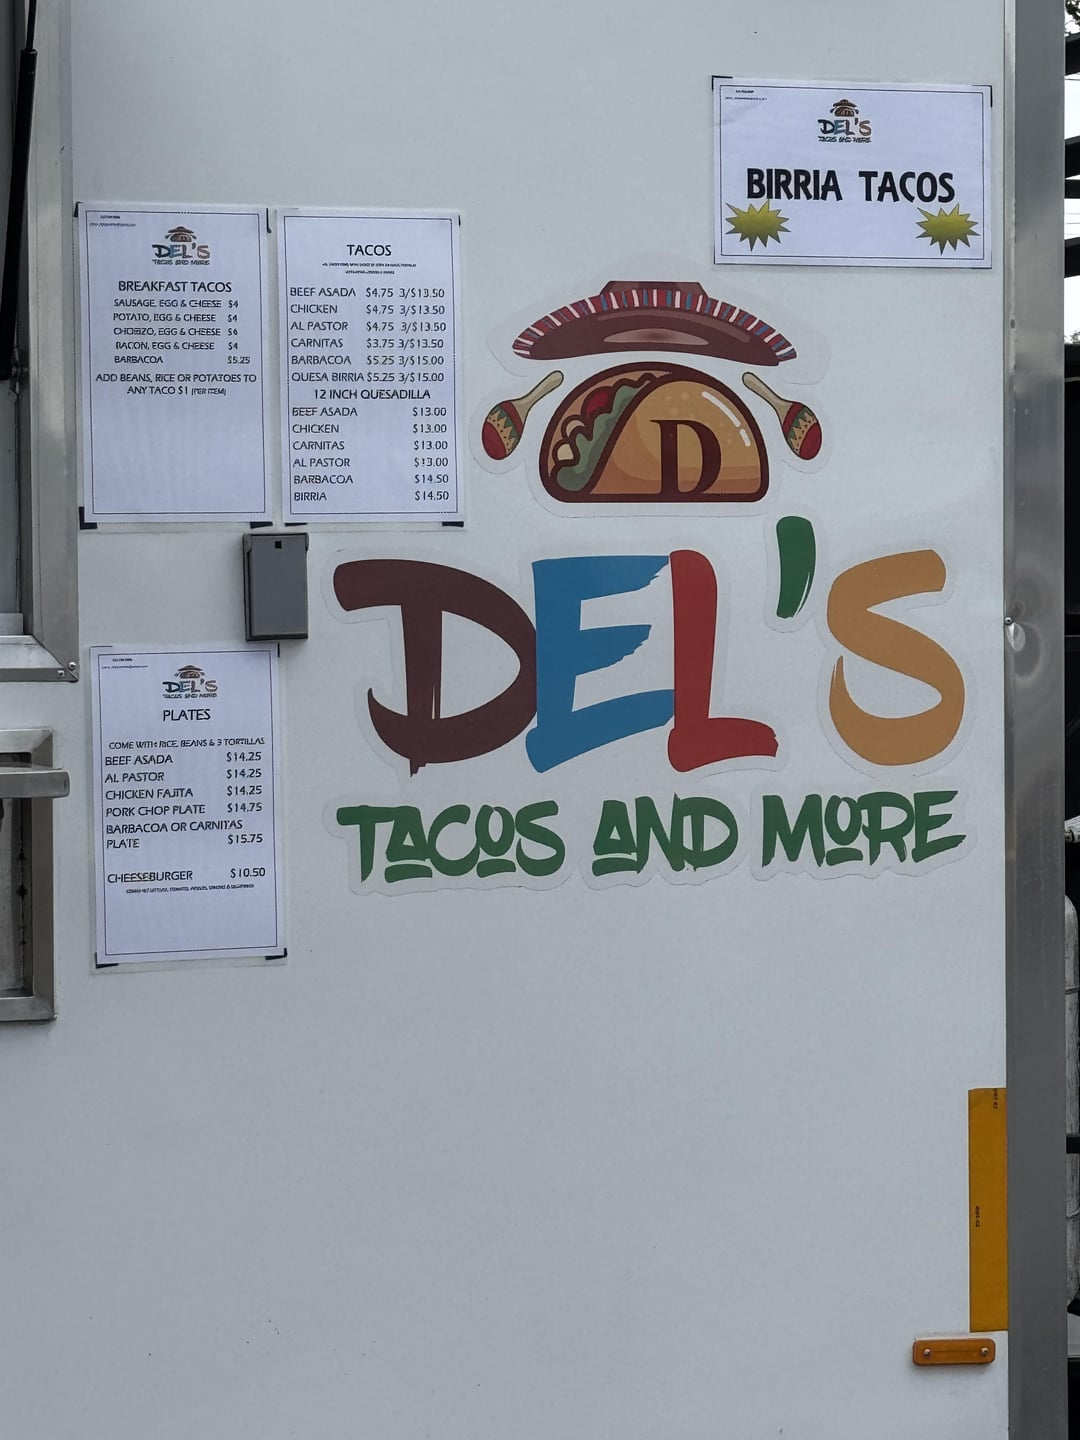 DEL'S
TACOS AND MORE
BIRRIA TACOS
DEL'S
TACOS AND MORE
BREAKFAST TACOS
SAUSAGE, EGG & CHEESE $4
POTATO, EGG & CHEESE $4
CHORIZO, EGG & CHEESE $6
BACON, EGG & CHEESE $4
BARBACOA $5.25
ADD BEANS, RICE OR POTATOES TO
ANY TACO $1 (PER ITEM)
TACOS
BEEF ASADA $4.75 3/$13.50
CHICKEN $4.75 3/$13.50
AL PASTOR $4.75 3/$13.50
CARNITAS $3.75 3/$13.50
BARBACOA $5.25 3/$15.00
QUESA BIRRIA $5.25 3/$15.00
12 INCH QUESADILLA
BEEF ASADA $13.00
CHICKEN $13.00
CARNITAS $13.00
AL PASTOR $13.00
BARBACOA $14.50
BIRRIA $14.50
D
DEL'S
TACOS AND MORE
DEL'S
TACOS AND MORE
PLATES
COME WITH RICE, BEANS & 3 TORTILLAS
BEEF ASADA $14.25
AL PASTOR $14.25
CHICKEN FAJITA $14.25
PORK CHOP PLATE $14.75
BARBACOA OR CARNITAS
PLATE $15.75
CHEESEBURGER $10.50